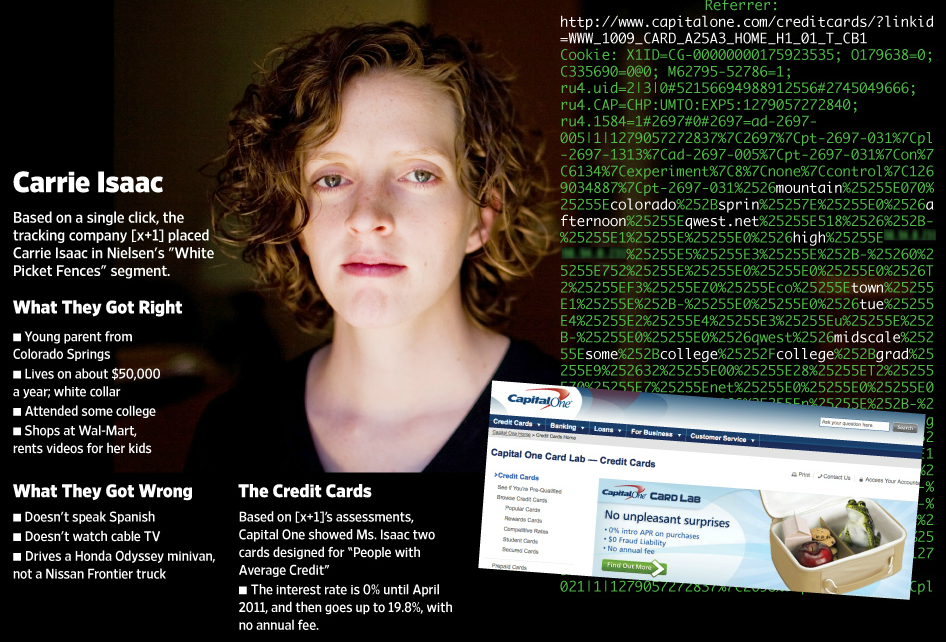 Carrie Isaac
Based on a single click, the
tracking company [x+1] placed
Carrie Isaac in Nielsen's "White
Picket Fences" segment.
What They Got Right
■ Young parent from
Colorado Springs
■ Lives on about $50,000
a year; white collar
■ Attended some college
■ Shops at Wal-Mart,
rents videos for her kids
What They Got Wrong
■ Doesn't speak Spanish
■ Doesn't watch cable TV
■ Drives a Honda Odyssey minivan,
not a Nissan Frontier truck
The Credit Cards
Based on [x+1]'s assessments,
Capital One showed Ms. Isaac two
cards designed for "People with
Average Credit"
■ The interest rate is 0% until April
2011, and then goes up to 19.8%, with
no annual fee.
Referrer:
http://www.capitalone.com/creditcards/?linkid
=WWW_1009_CARD_A25A3_HOME_H1_01_T_CB1
Cookie: X1ID=CG-00000000175923535; O179638=0;
C335690=0@0; M62795-52786=1;
ru4.uid=2|3|0#52156694988912556#2745049666;
ru4.CAP=CHP:UMTO:EXP5:1279057272840;
ru4.1584=1#2697#0#2697=ad-2697-
005|1|1279057272837%7C2697%7Cpt-2697-031%7Cpl
-2697-1313%7Cad-2697-005%7Cpt-2697-031%7Con%7
C6134%7Cexperiment%7C8%7Cnone%7Ccontrol%7C126
9034887%7Cpt-2697-031%2526mountain%25255E070%
25255Ecolorado%252Bsprin%25257E%25255E0%2526a
fternoon%25255Eqwest.net%25255E518%2526%252B-
%25255E1%25255E%25255E0%2526high%25255E
%25255E5%25255E3%25255E%252B-%25260%2
5255E752%25255E%25255E0%25255E0%25255E0%2526T
2%25255EF3%25255EZ0%25255Eco%25255Etown%25255
E1%25255E%252B-%25255E0%25255E0%2526tue%25255
E4%25255E2%25255E4%25255E3%25255Eu%25255E%252
B-%25255E0%25255E0%2526qwest%2526midscale%252
55Esome%252Bcollege%25252Fcollege%252Bgrad%25
255E9%252632%25255E00%25255E28%25255ET2%25255
EZ0%25255E7%25255Enet%25255E0%25255E0%25255E0
Capital One
Credit Cards
Banking
Loans
For Business
Customer Service
Ask your question here.
Search
Capital One Home > Credit Cards Home
Capital One Card Lab — Credit Cards
Print
Contact Us
Access Your Accounts
Credit Cards
See if You're Pre-Qualified
Browse Credit Cards
Popular Cards
Rewards Cards
Competitive Rates
Student Cards
Secured Cards
Prepaid Cards
Capital One CARD LAB
No unpleasant surprises
• 0% intro APR on purchases
• $0 Fraud Liability
• No annual fee
Find Out More